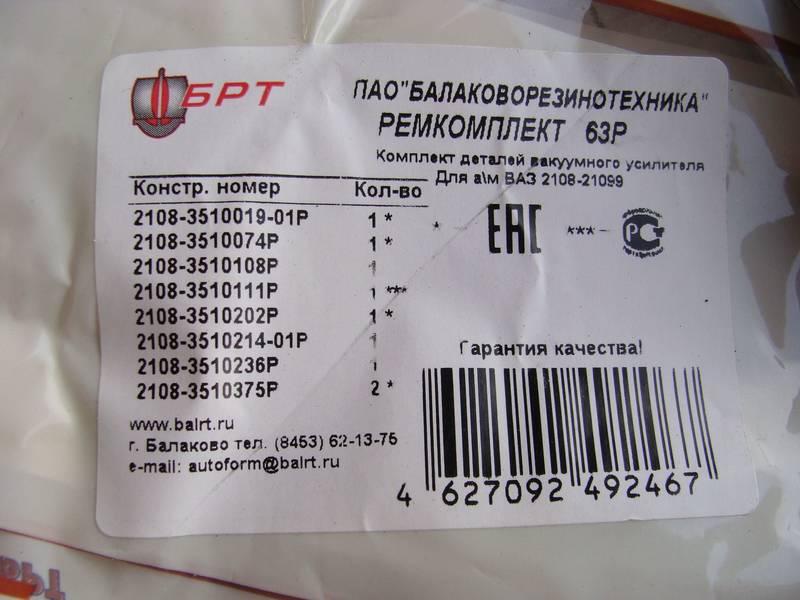 БРТ
ПАО"БАЛАКОВОРЕЗИНОТЕХНИКА"
РЕМКОМПЛЕКТ 63Р
Комплект деталей вакуумного усилителя
Для а\м ВАЗ 2108-21099
Констр. номер Кол-во
2108-3510019-01Р 1 *
2108-3510074Р 1 *
2108-3510108Р 1
2108-3510111Р 1 ***
2108-3510202Р 1 *
2108-3510214-01Р 1
2108-3510236Р 1
2108-3510375Р 2 *
* ЕАС ***- РС
Гарантия качества!
www.balrt.ru
г. Балаково тел. (8453) 62-13-75
e-mail: autoform@balrt.ru
4 627092 492467